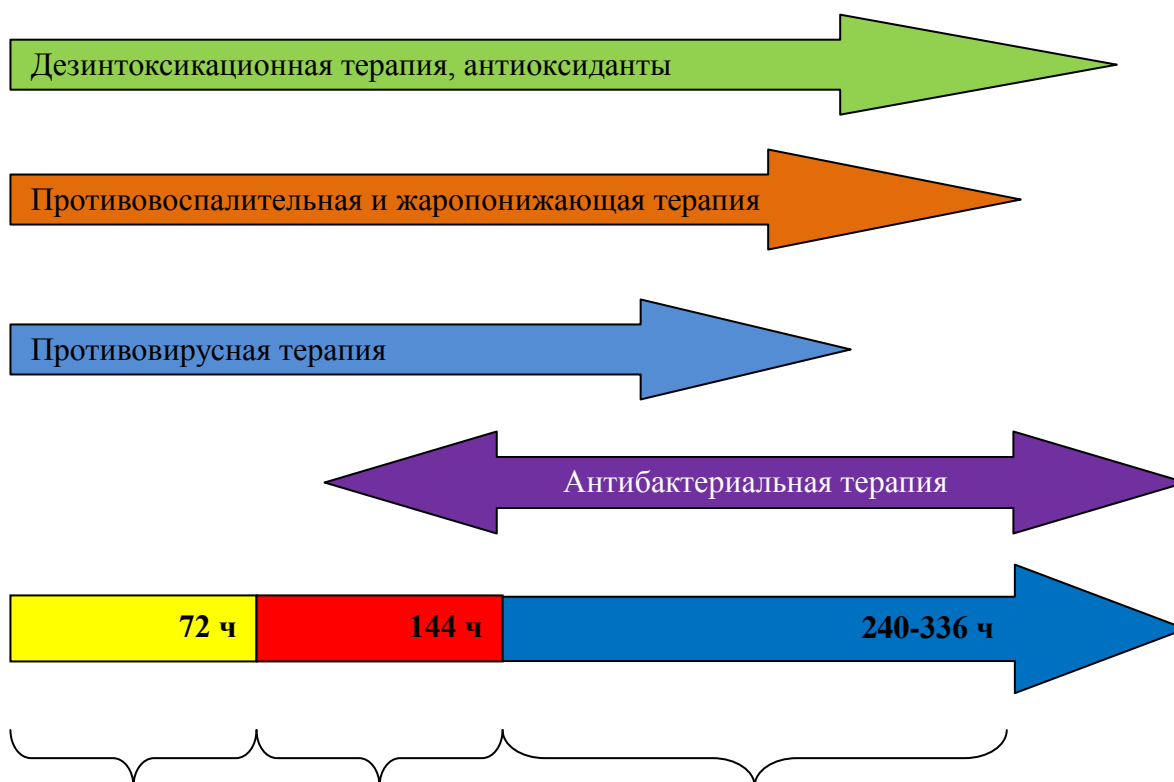 Дезинтоксикационная терапия, антиоксиданты
Противовоспалительная и жаропонижающая терапия
Противовирусная терапия
Антибактериальная терапия
72 ч
144 ч
240-336 ч